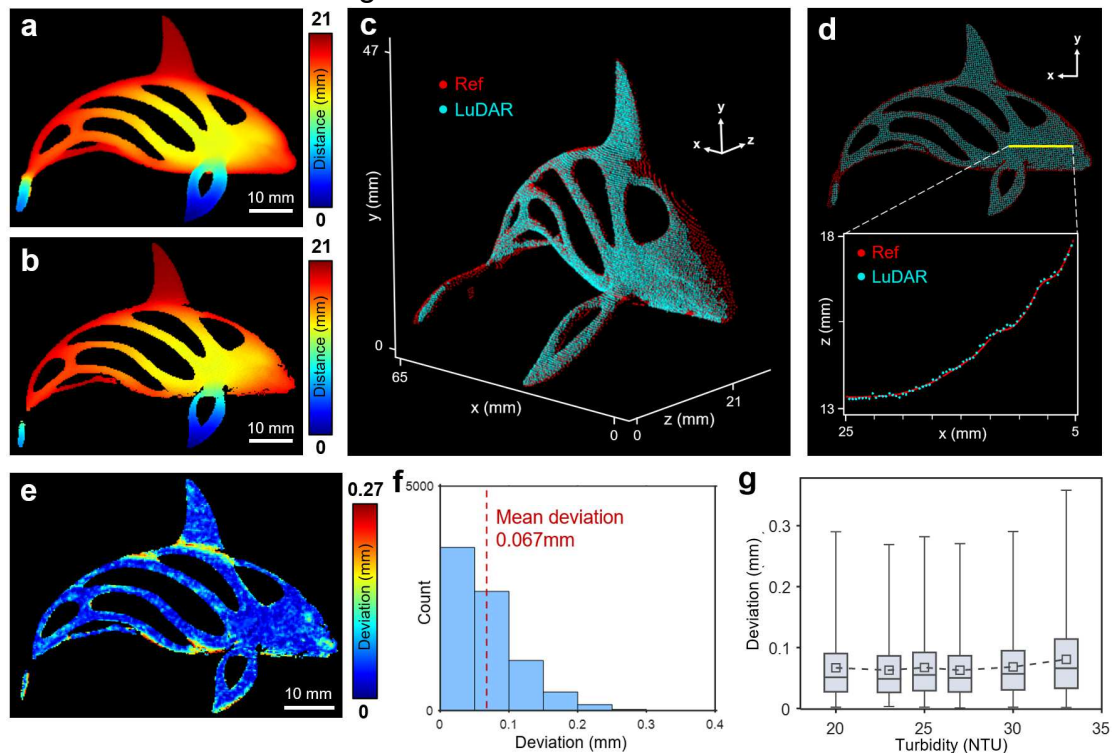 a
21
Distance (mm)
10 mm
0
b
21
Distance (mm)
10 mm
0
c
47
Ref
LuDAR
y
x
z
y (mm)
0
65
x (mm)
0
0
z (mm)
21
d
y
x
18
Ref
LuDAR
z (mm)
13
25
x (mm)
5
e
0.27
Deviation (mm)
10 mm
0
f
5000
Mean deviation
0.067mm
Count
0
0
0.1
0.2
0.3
0.4
Deviation (mm)
g
0.3
0.2
0.1
0
Deviation (mm)
20
25
30
35
Turbidity (NTU)